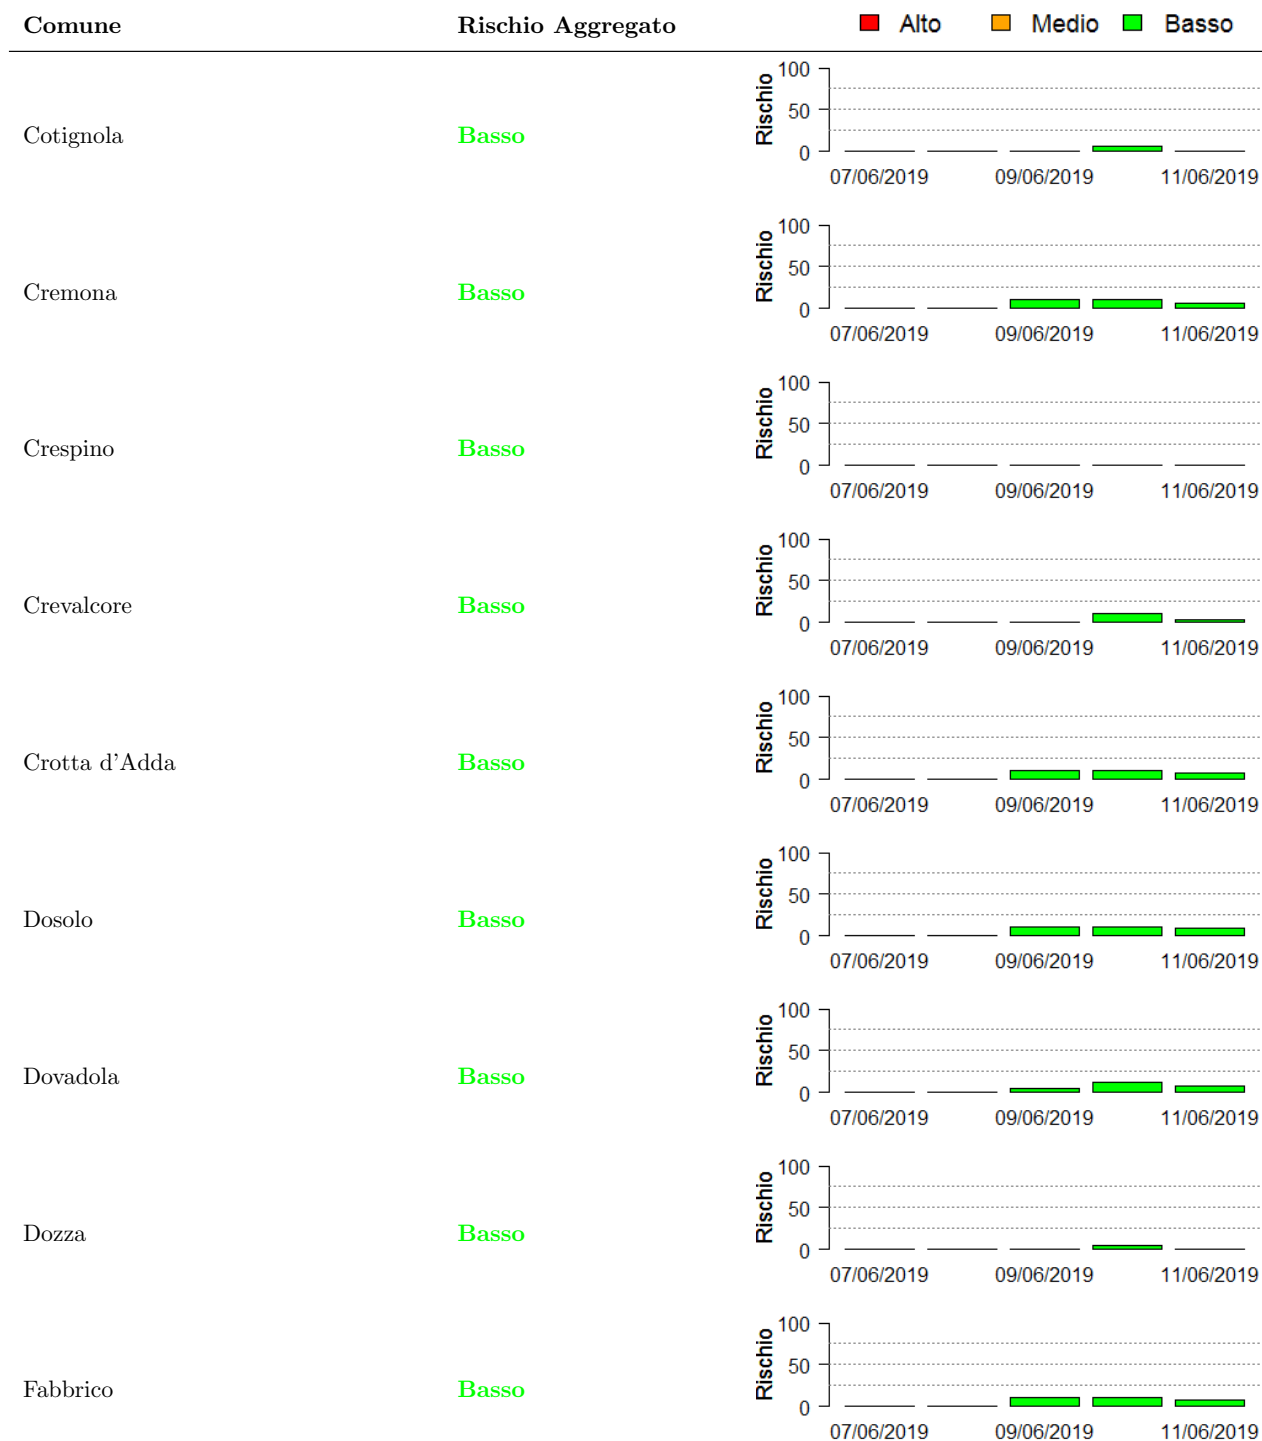 Comune Rischio Aggregato Alto Medio Basso
Cotignola Basso Rischio 100 50 0
07/06/2019 09/06/2019 11/06/2019
Cremona Basso Rischio 100 50 0
07/06/2019 09/06/2019 11/06/2019
Crespino Basso Rischio 100 50 0
07/06/2019 09/06/2019 11/06/2019
Crevalcore Basso Rischio 100 50 0
07/06/2019 09/06/2019 11/06/2019
Crotta d'Adda Basso Rischio 100 50 0
07/06/2019 09/06/2019 11/06/2019
Dosolo Basso Rischio 100 50 0
07/06/2019 09/06/2019 11/06/2019
Dovadola Basso Rischio 100 50 0
07/06/2019 09/06/2019 11/06/2019
Dozza Basso Rischio 100 50 0
07/06/2019 09/06/2019 11/06/2019
Fabbrico Basso Rischio 100 50 0
07/06/2019 09/06/2019 11/06/2019